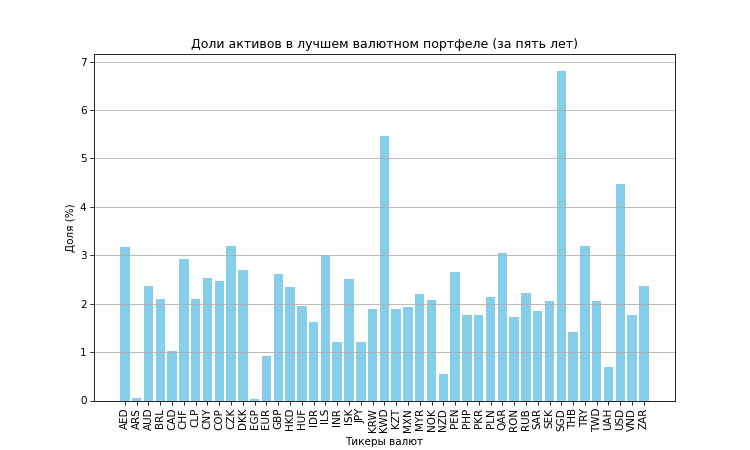 Доли активов в лучшем валютном портфеле (за пять лет)
7
6
5
4
3
2
1
0
Доля (%)
AED ARS AUD BRL CAD CHF CLP CNY COP CZK DKK EGP EUR GBP HKD HUF IDR ILS INR ISK JPY KRW KWD KZT MXN MYR NOK NZD PEN PHP PKR PLN QAR RON RUB SAR SEK SGD THB TRY TWD UAH USD VND ZAR
Тикеры валют